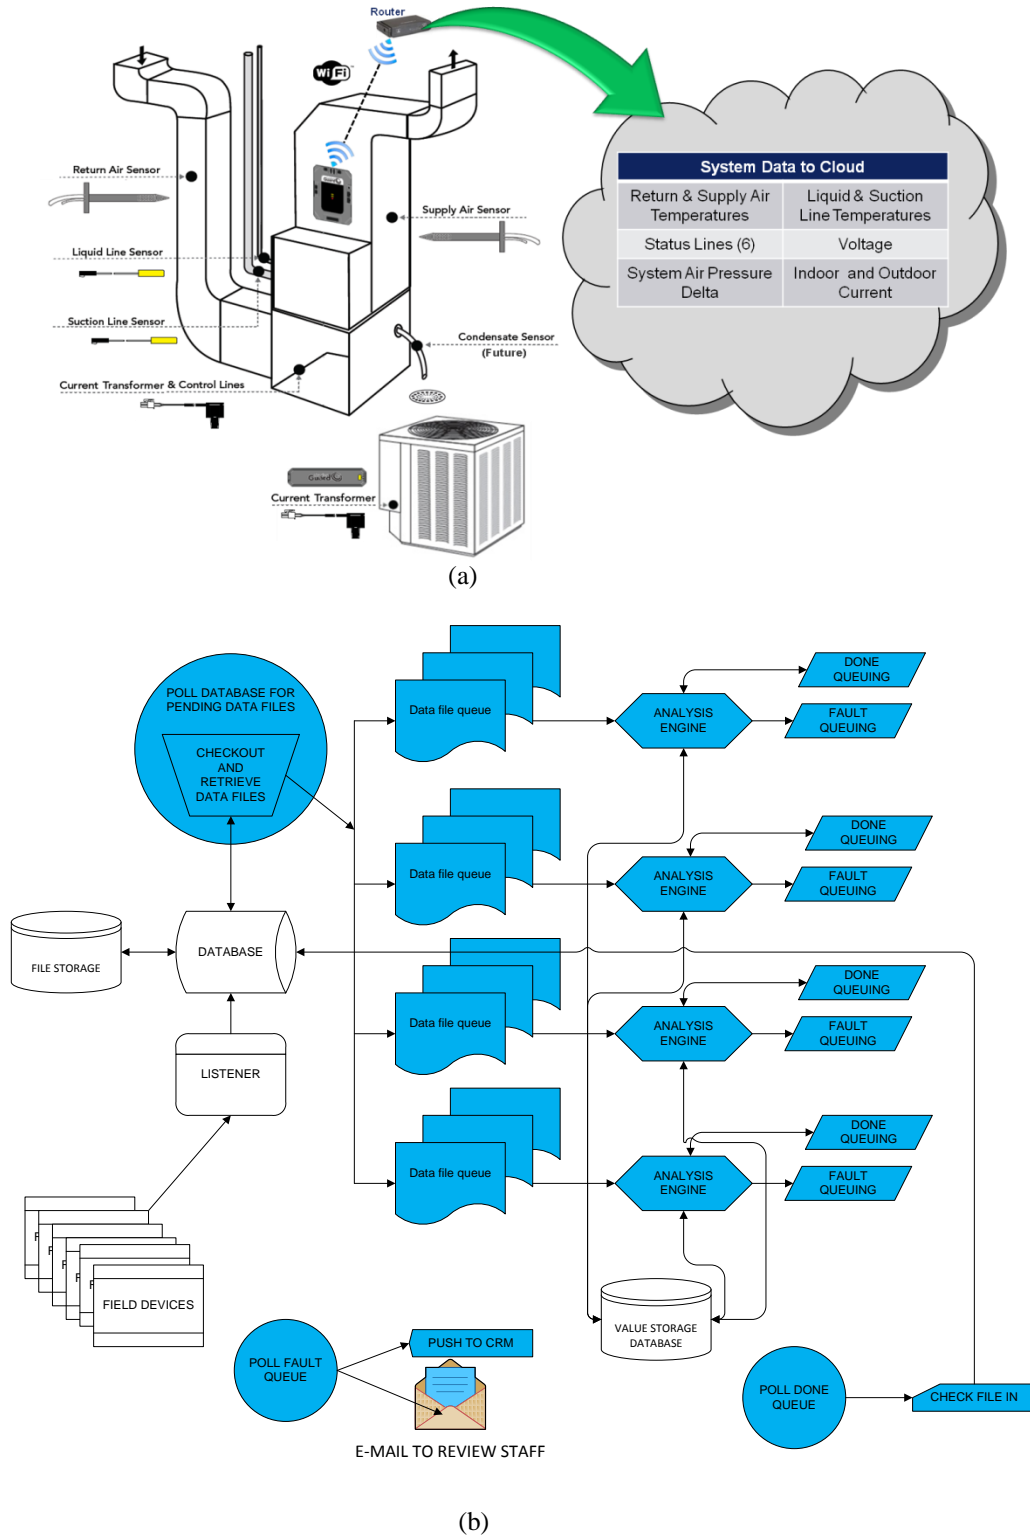 Router
WiFi
Return Air Sensor
Supply Air Sensor
Liquid Line Sensor
Suction Line Sensor
Condensate Sensor
(Future)
Current Transformer & Control Lines
Current Transformer
System Data to Cloud
Return & Supply Air
Temperatures
Liquid & Suction
Line Temperatures
Status Lines (6)
Voltage
System Air Pressure
Delta
Indoor and Outdoor
Current
(a)
POLL DATABASE FOR
PENDING DATA FILES
CHECKOUT
AND
RETRIEVE
DATA FILES
Data file queue
ANALYSIS
ENGINE
DONE
QUEUING
FAULT
QUEUING
Data file queue
ANALYSIS
ENGINE
DONE
QUEUING
FAULT
QUEUING
FILE STORAGE
DATABASE
Data file queue
ANALYSIS
ENGINE
DONE
QUEUING
FAULT
QUEUING
LISTENER
Data file queue
ANALYSIS
ENGINE
DONE
QUEUING
FAULT
QUEUING
F
F
F
F
F
FIELD DEVICES
VALUE STORAGE
DATABASE
POLL FAULT
QUEUE
PUSH TO CRM
E-MAIL TO REVIEW STAFF
POLL DONE
QUEUE
CHECK FILE IN
(b)